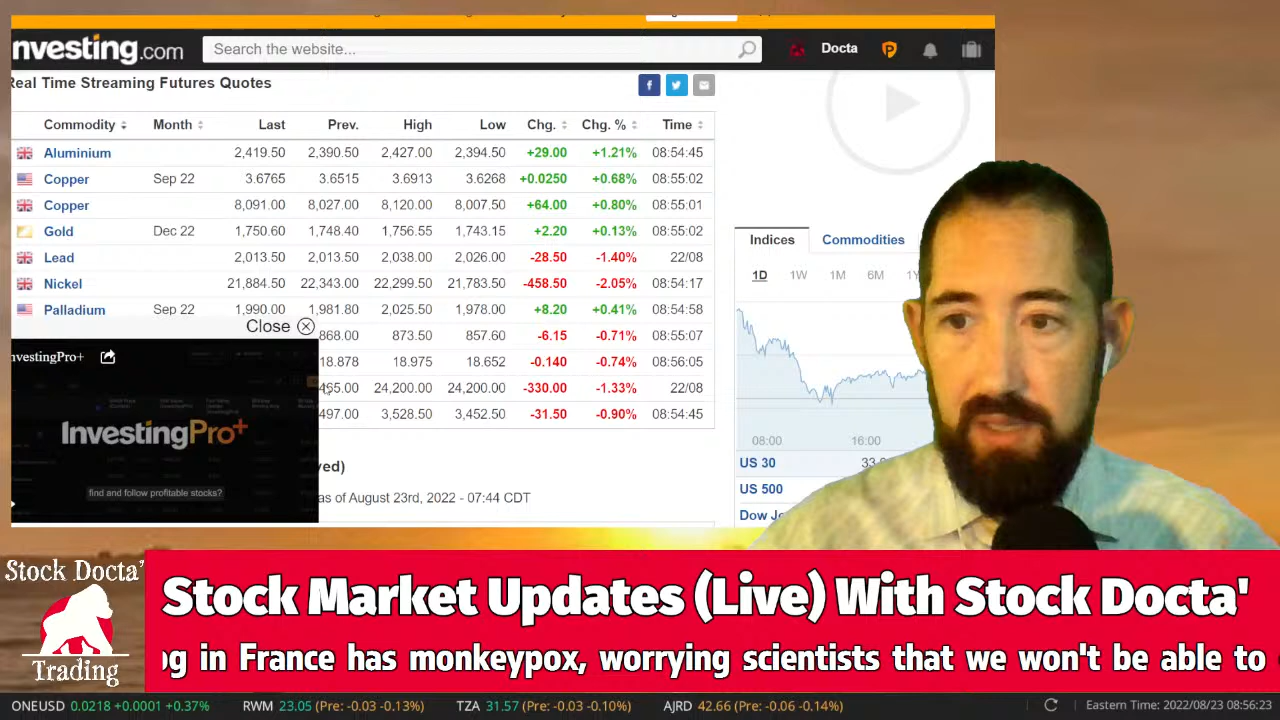 nvesting.com
Search the website...
Docta
P
Real Time Streaming Futures Quotes
Commodity Month Last Prev. High Low Chg. Chg. % Time
Aluminium 2,419.50 2,390.50 2,427.00 2,394.50 +29.00 +1.21% 08:54:45
Copper Sep 22 3.6765 3.6515 3.6913 3.6268 +0.0250 +0.68% 08:55:02
Copper 8,091.00 8,027.00 8,120.00 8,007.50 +64.00 +0.80% 08:55:01
Gold Dec 22 1,750.60 1,748.40 1,756.55 1,743.15 +2.20 +0.13% 08:55:02
Lead 2,013.50 2,013.50 2,038.00 2,026.00 -28.50 -1.40% 22/08
Nickel 21,884.50 22,343.00 22,299.50 21,783.50 -458.50 -2.05% 08:54:17
Palladium Sep 22 1,990.00 1,981.80 2,025.50 1,978.00 +8.20 +0.41% 08:54:58
868.00 873.50 857.60 -6.15 -0.71% 08:55:07
18.878 18.975 18.652 -0.140 -0.74% 08:56:05
24,200.00 24,200.00 -330.00 -1.33% 22/08
497.00 3,528.50 3,452.50 -31.50 -0.90% 08:54:45
Close
nvestingPro+
InvestingPro+
find and follow profitable stocks?
ved)
as of August 23rd, 2022 - 07:44 CDT
Indices Commodities
1D 1W 1M 6M 1Y
08:00 16:00
US 30 33
US 500
Dow Jo
Stock Docta'
Trading
Stock Market Updates (Live) With Stock Docta'
og in France has monkeypox, worrying scientists that we won't be able to
ONEUSD 0.0218 +0.0001 +0.37% RWM 23.05 (Pre: -0.03 -0.13%) TZA 31.57 (Pre: -0.03 -0.10%) AJRD 42.66 (Pre: -0.06 -0.14%) Eastern Time: 2022/08/23 08:56:23